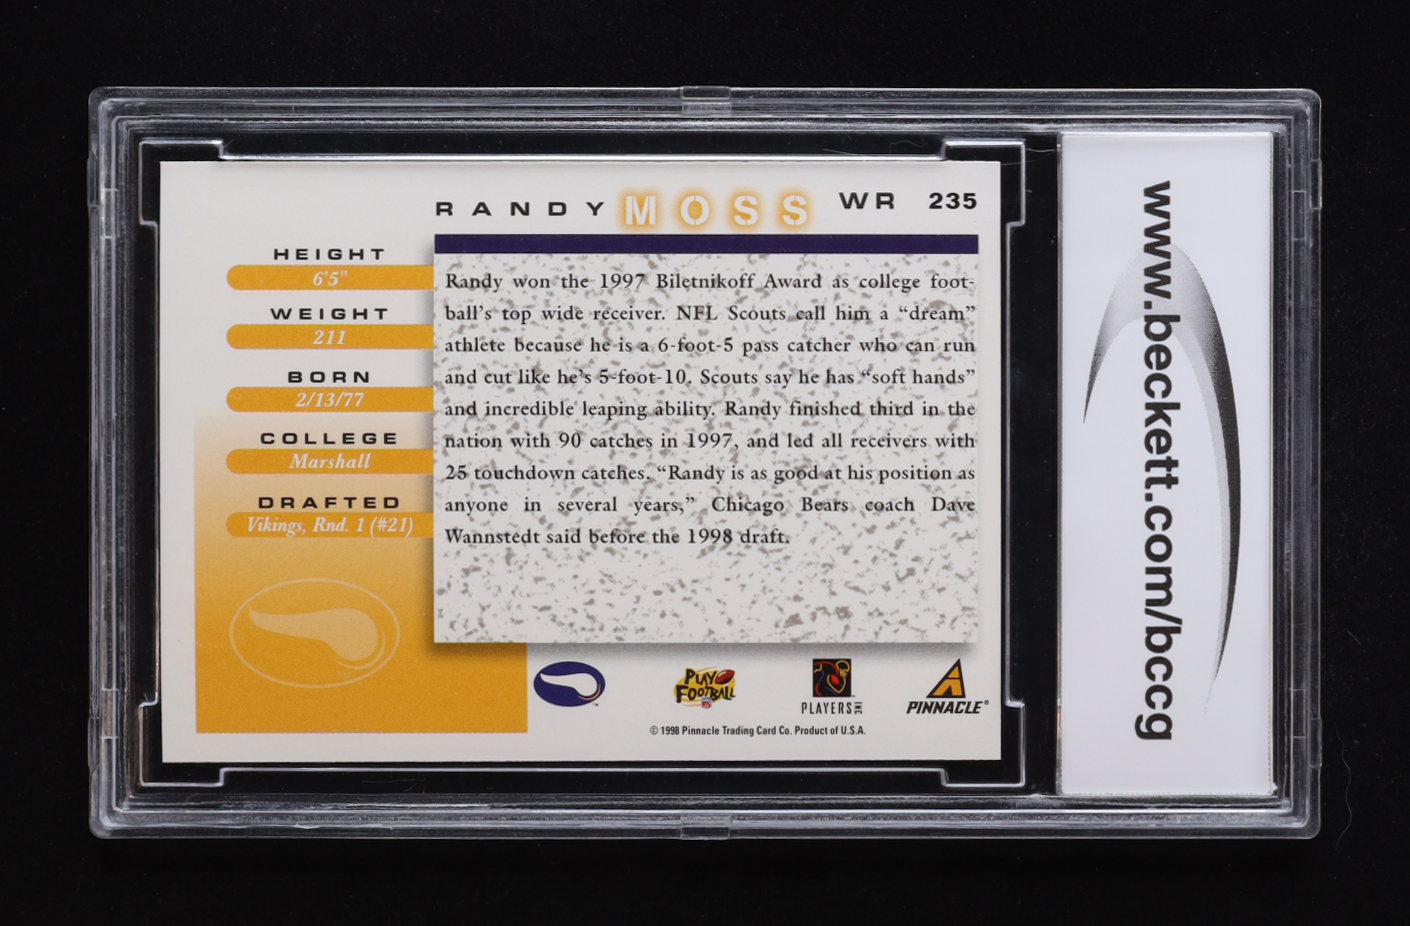 RANDY MOSS WR 235
HEIGHT
6'5"
WEIGHT
211
BORN
2/13/77
COLLEGE
Marshall
DRAFTED
Vikings, Rnd. 1 (#21)
Randy won the 1997 Biletnikoff Award as college foot-
ball's top wide receiver. NFL Scouts call him a “dream”
athlete because he is a 6-foot-5 pass catcher who can run
and cut like he's 5-foot-10. Scouts say he has “soft hands”
and incredible leaping ability. Randy finished third in the
nation with 90 catches in 1997, and led all receivers with
25 touchdown catches. “Randy is as good at his position as
anyone in several years,” Chicago Bears coach Dave
Wannstedt said before the 1998 draft.
PLAY
FOOTBALL
PLAYERS INC
PINNACLE®
© 1998 Pinnacle Trading Card Co. Product of U.S.A.
www.beckett.com/bccg